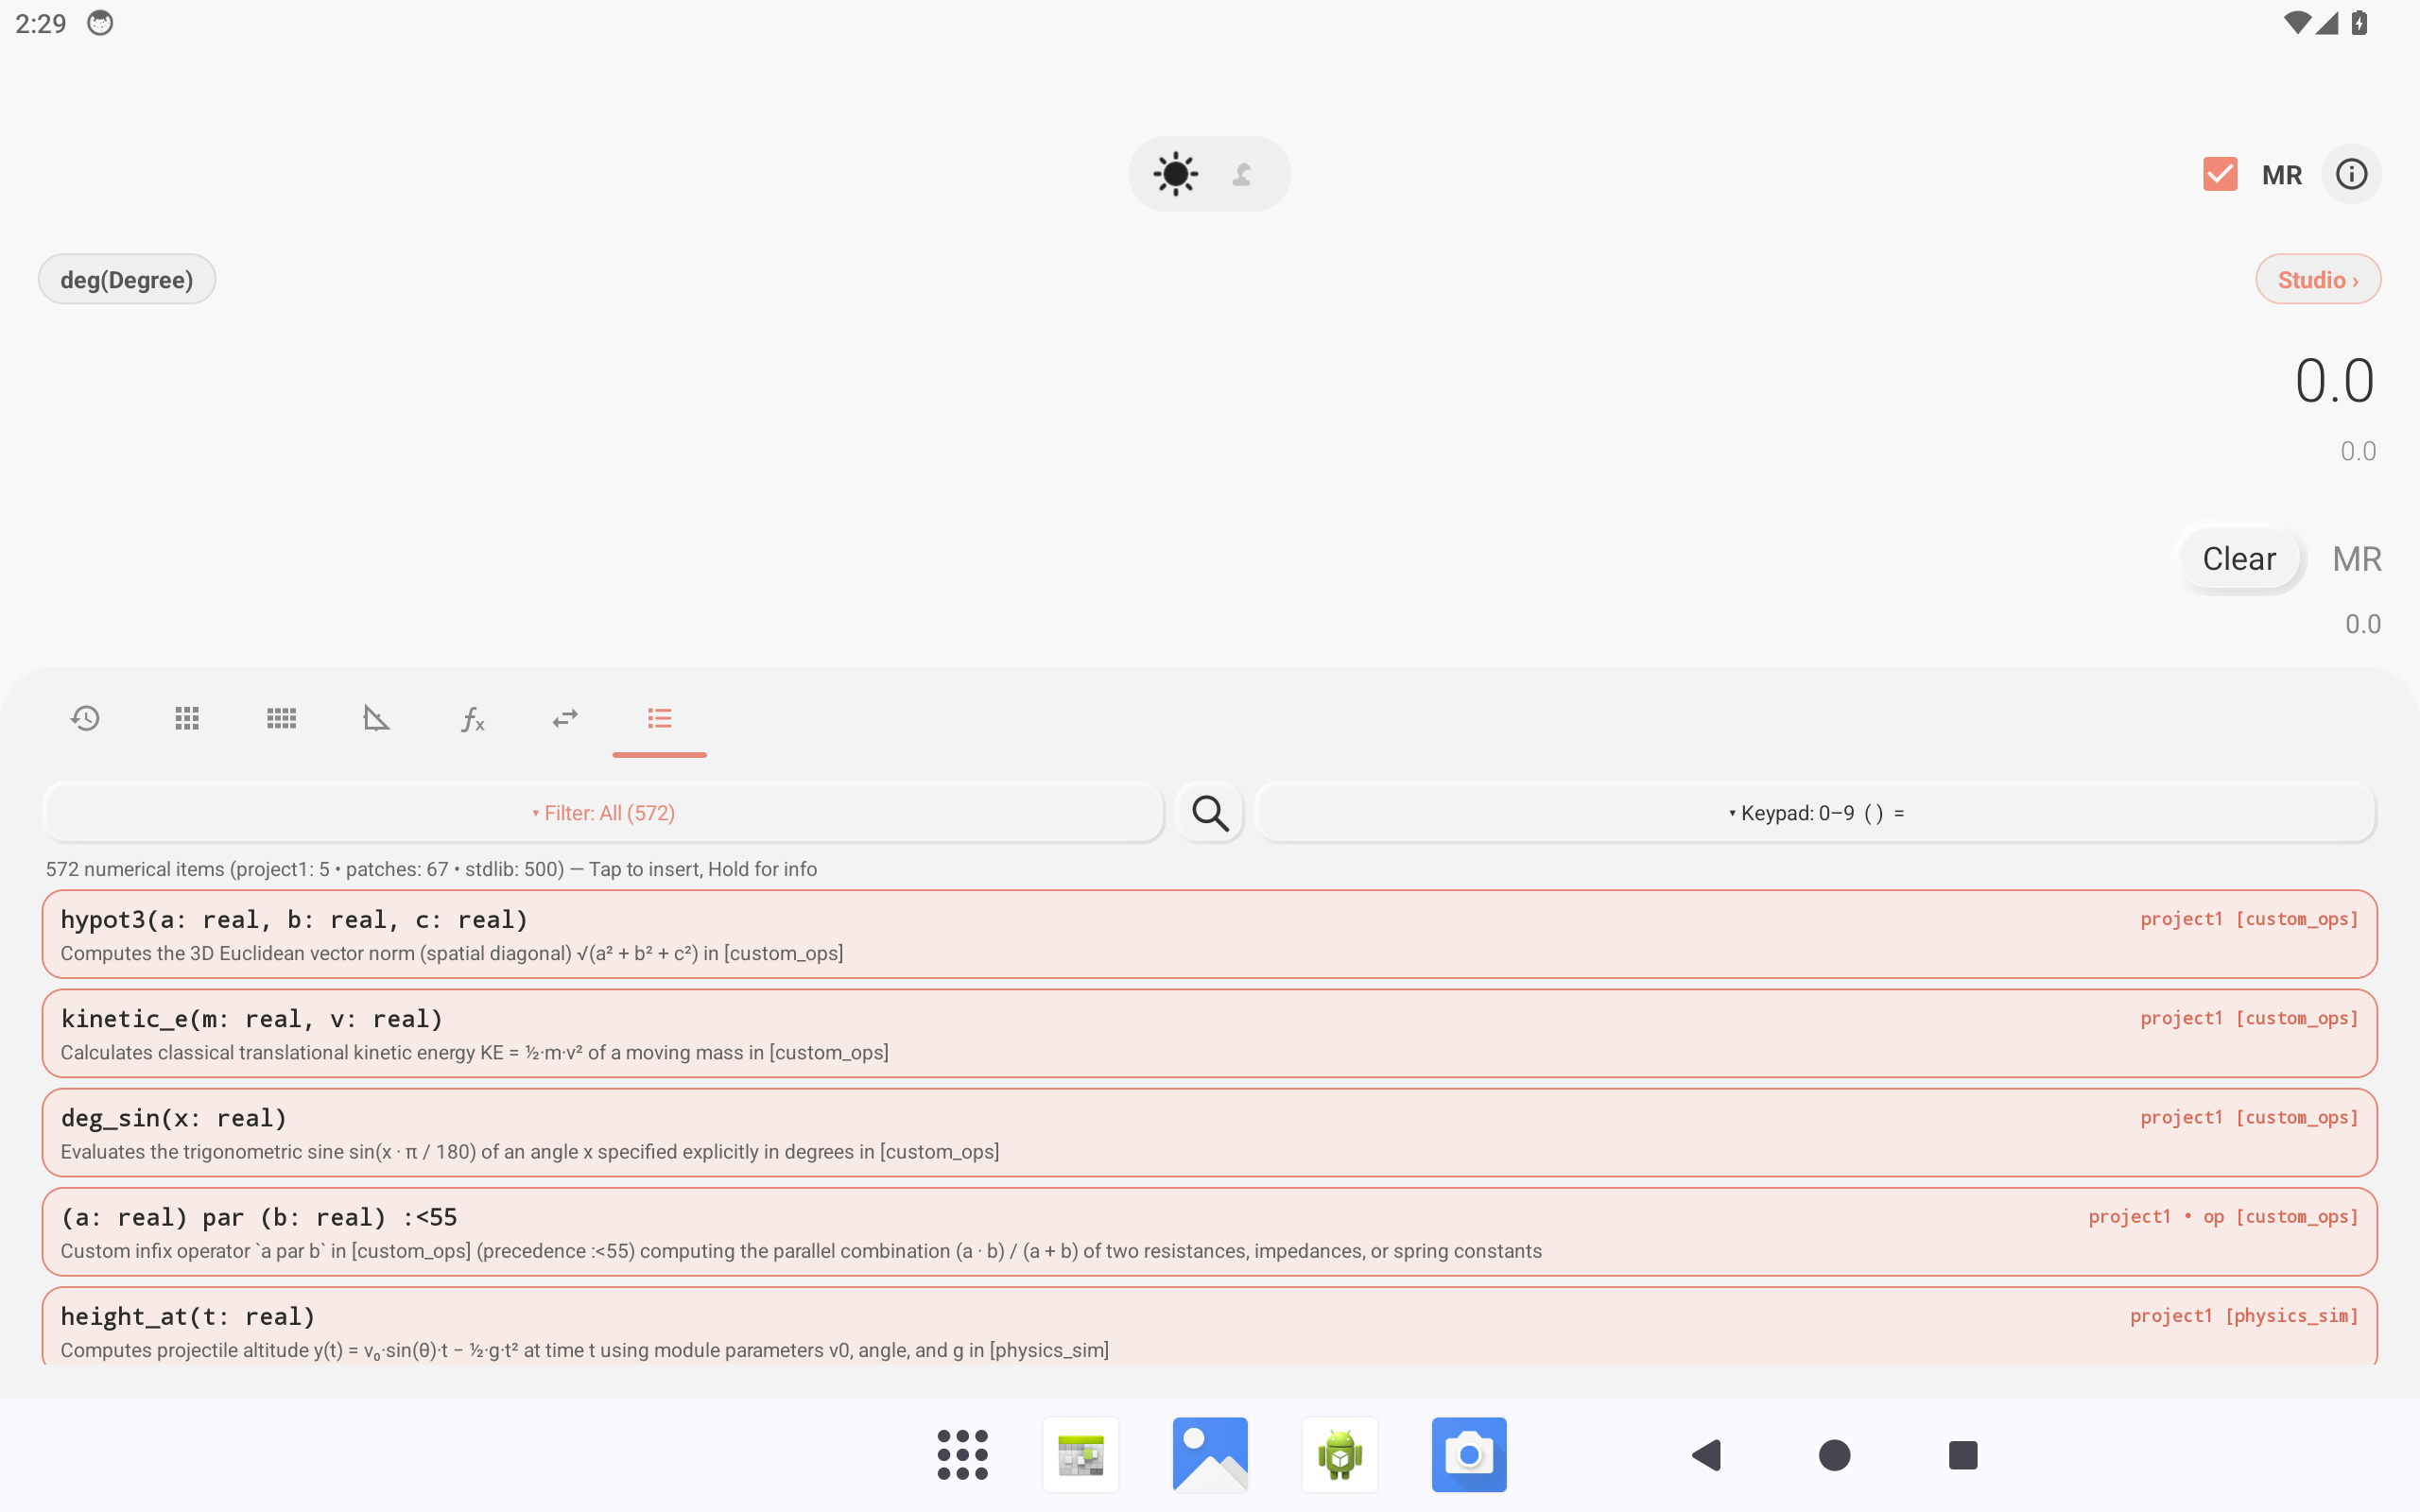 2:29
MR
deg(Degree)
Studio ›
0.0
0.0
Clear MR
0.0
fx
▾ Filter: All (572)
▾ Keypad: 0–9 ( ) =
572 numerical items (project1: 5 • patches: 67 • stdlib: 500) — Tap to insert, Hold for info
hypot3(a: real, b: real, c: real) project1 [custom_ops]
Computes the 3D Euclidean vector norm (spatial diagonal) √(a² + b² + c²) in [custom_ops]
kinetic_e(m: real, v: real) project1 [custom_ops]
Calculates classical translational kinetic energy KE = ½·m·v² of a moving mass in [custom_ops]
deg_sin(x: real) project1 [custom_ops]
Evaluates the trigonometric sine sin(x · π / 180) of an angle x specified explicitly in degrees in [custom_ops]
(a: real) par (b: real) :<55 project1 • op [custom_ops]
Custom infix operator `a par b` in [custom_ops] (precedence :<55) computing the parallel combination (a · b) / (a + b) of two resistances, impedances, or spring constants
height_at(t: real) project1 [physics_sim]
Computes projectile altitude y(t) = v₀·sin(θ)·t − ½·g·t² at time t using module parameters v0, angle, and g in [physics_sim]